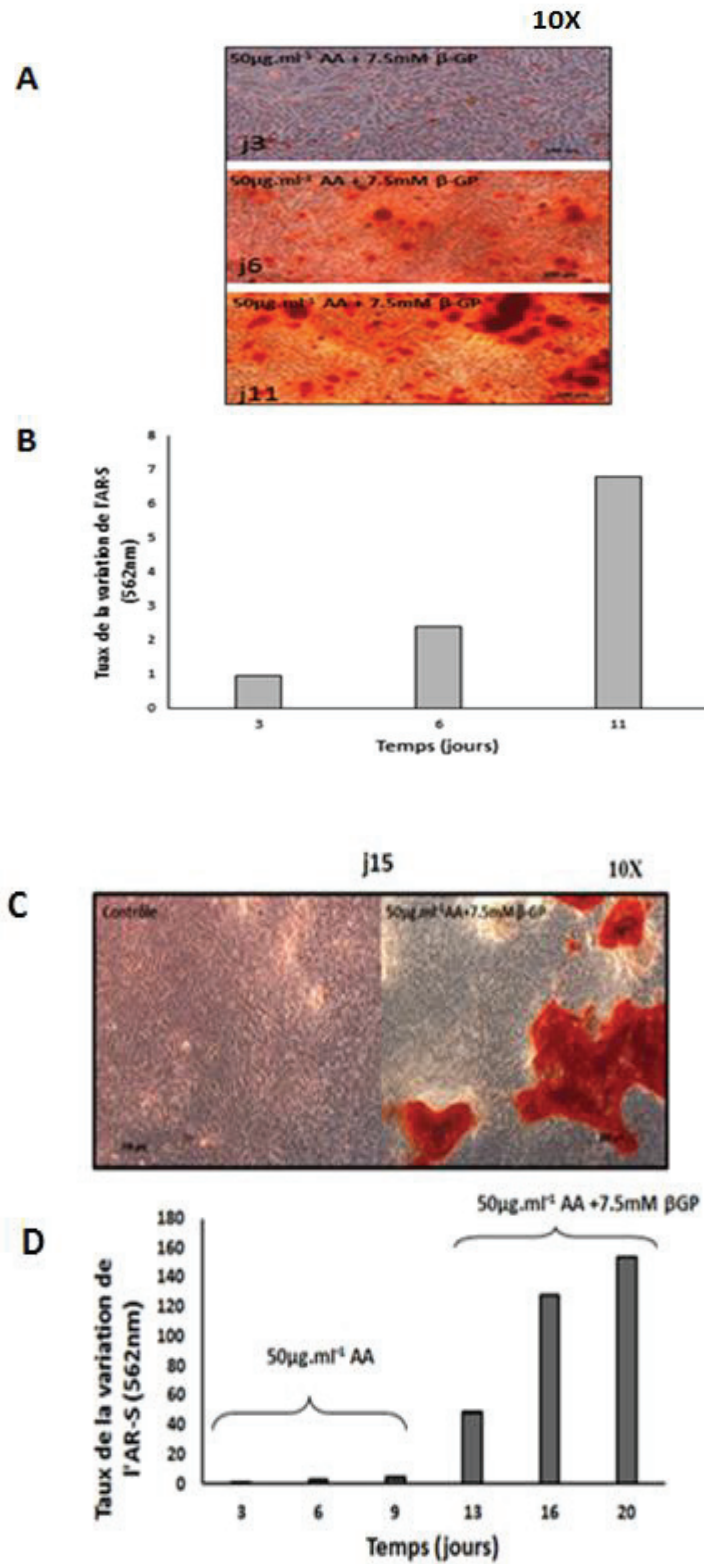 10X
A
50µg.ml⁻¹ AA + 7.5mM β-GP
j3
50µg.ml⁻¹ AA + 7.5mM β-GP
j6
50µg.ml⁻¹ AA + 7.5mM β-GP
j11
B
Tuax de la variation de l'AR-S
(562nm)
8
7
6
5
4
3
2
1
0
3 6 11
Temps (jours)
j15 10X
C
Contrôle
50µg.ml⁻¹AA+7.5mM β-GP
D
Taux de la variation de
l'AR-S (562nm)
180
160
140
120
100
80
60
40
20
0
50µg.ml⁻¹ AA
50µg.ml⁻¹ AA +7.5mM βGP
3 6 9 13 16 20
Temps (jours)